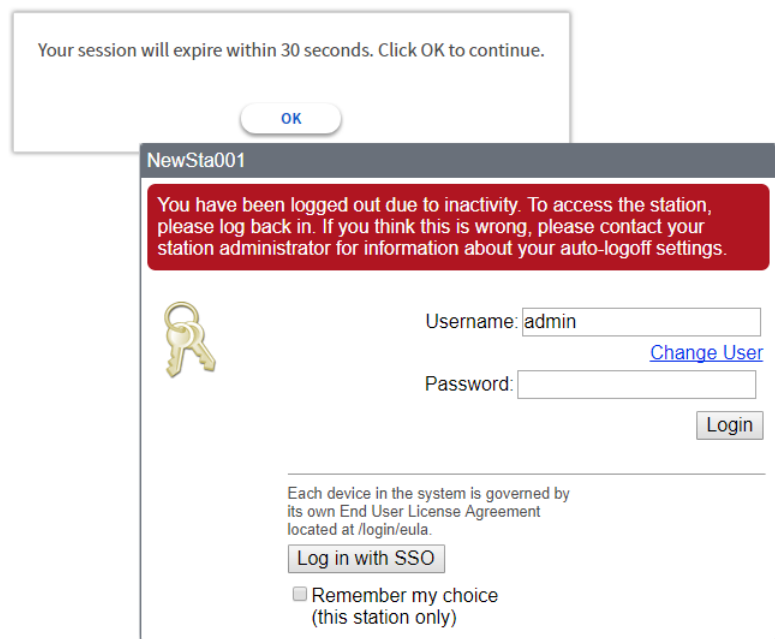 Your session will expire within 30 seconds. Click OK to continue.
OK
NewSta001
You have been logged out due to inactivity. To access the station,
please log back in. If you think this is wrong, please contact your
station administrator for information about your auto-logoff settings.
Username: admin
Change User
Password:
Login
Each device in the system is governed by
its own End User License Agreement
located at /login/eula.
Log in with SSO
Remember my choice
(this station only)